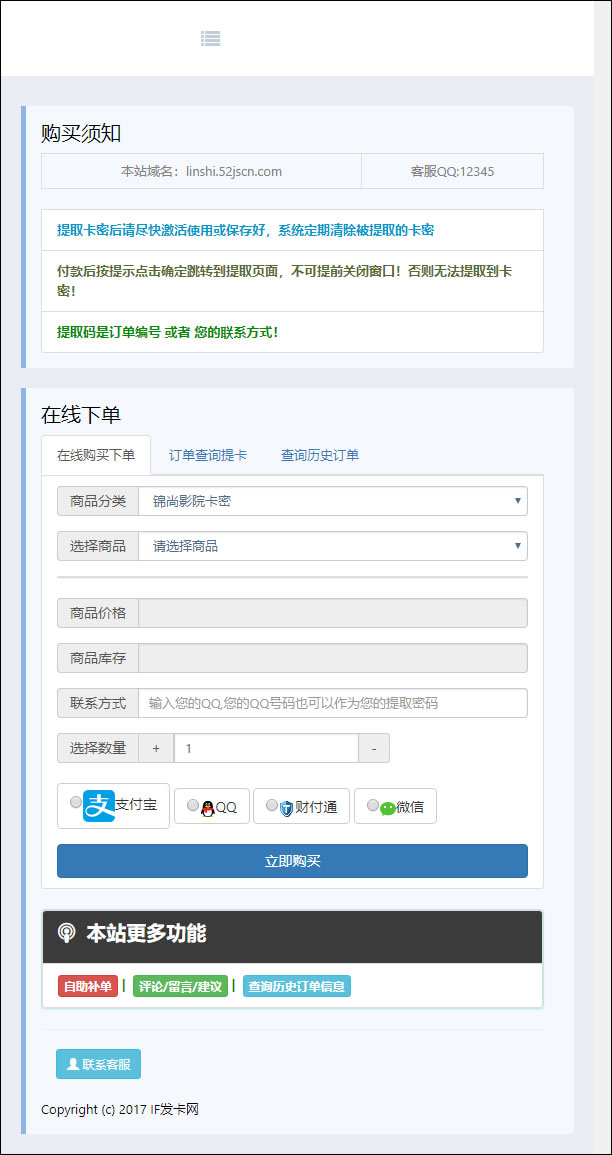 购买须知
本站域名：linshi.52jscn.com 客服QQ:12345
提取卡密后请尽快激活使用或保存好，系统定期清除被提取的卡密
付款后按提示点击确定跳转到提取页面，不可提前关闭窗口！否则无法提取到卡
密！
提取码是订单编号 或者 您的联系方式！
在线下单
在线购买下单 订单查询提卡 查询历史订单
商品分类 锦尚影院卡密
选择商品 请选择商品
商品价格
商品库存
联系方式 输入您的QQ,您的QQ号码也可以作为您的提取密码
选择数量 + 1 -
支支付宝 QQ 财付通 微信
立即购买
本站更多功能
自助补单 | 评论/留言/建议 | 查询历史订单信息
联系客服
Copyright (c) 2017 IF发卡网